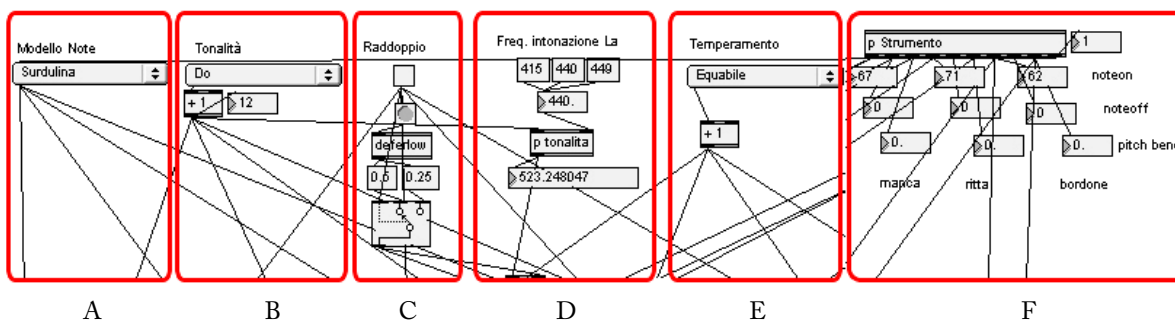 Modello Note
Surdulina
A
Tonalità
Do
+ 1
12
B
Raddoppio
deferlow
0.5 0.25
C
Freq. intonazione La
415 440 449
440.
p tonalita
523.248047
D
Temperamento
Equabile
+ 1
E
p Strumento
1
67 71 62 noteon
0 0 0 noteoff
0. 0. 0. pitch bend
manca ritta bordone
F